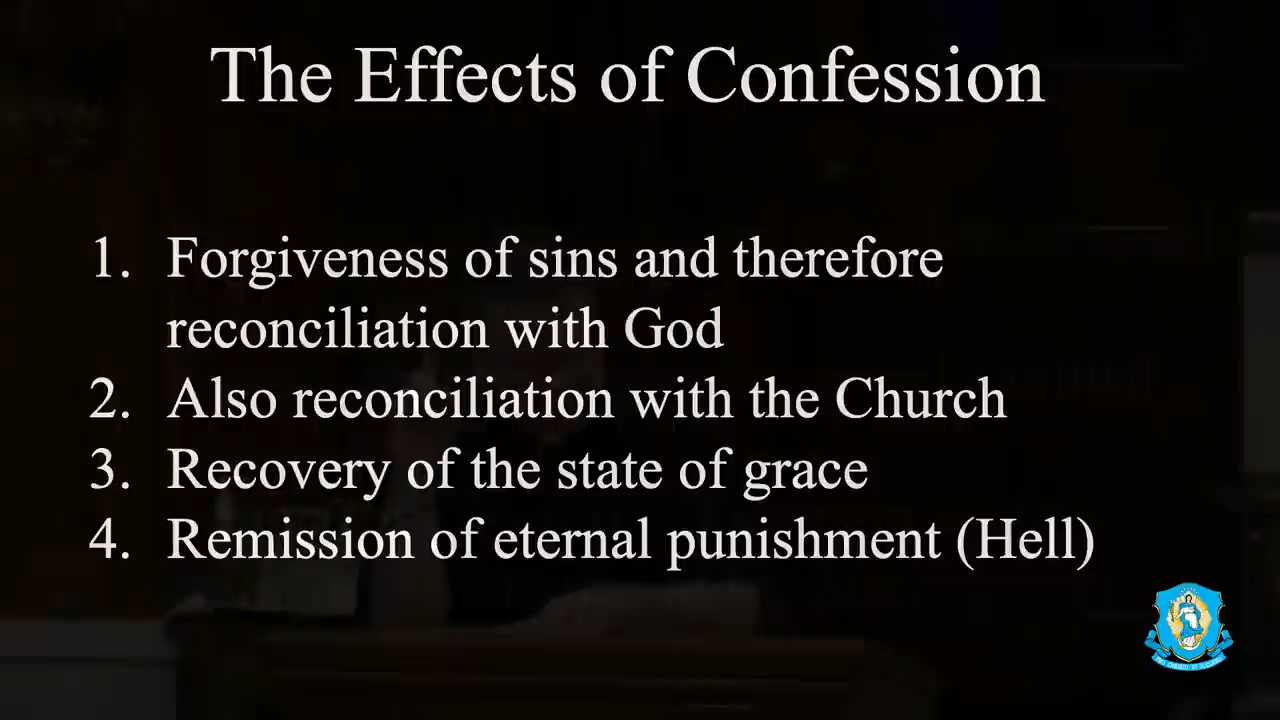 The Effects of Confession
1. Forgiveness of sins and therefore
reconciliation with God
2. Also reconciliation with the Church
3. Recovery of the state of grace
4. Remission of eternal punishment (Hell)